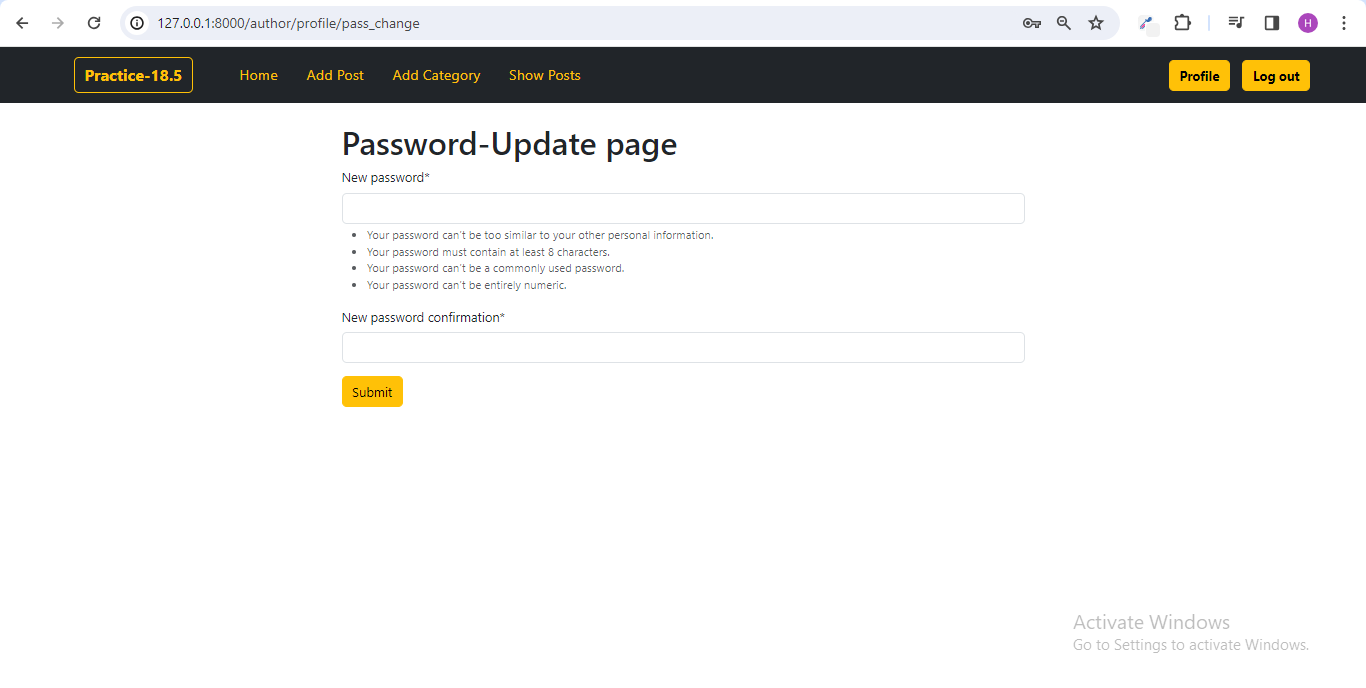 127.0.0.1:8000/author/profile/pass_change
H
Practice-18.5 Home Add Post Add Category Show Posts Profile Log out
Password-Update page
New password*
Your password can't be too similar to your other personal information.
Your password must contain at least 8 characters.
Your password can't be a commonly used password.
Your password can't be entirely numeric.
New password confirmation*
Submit
Activate Windows
Go to Settings to activate Windows.